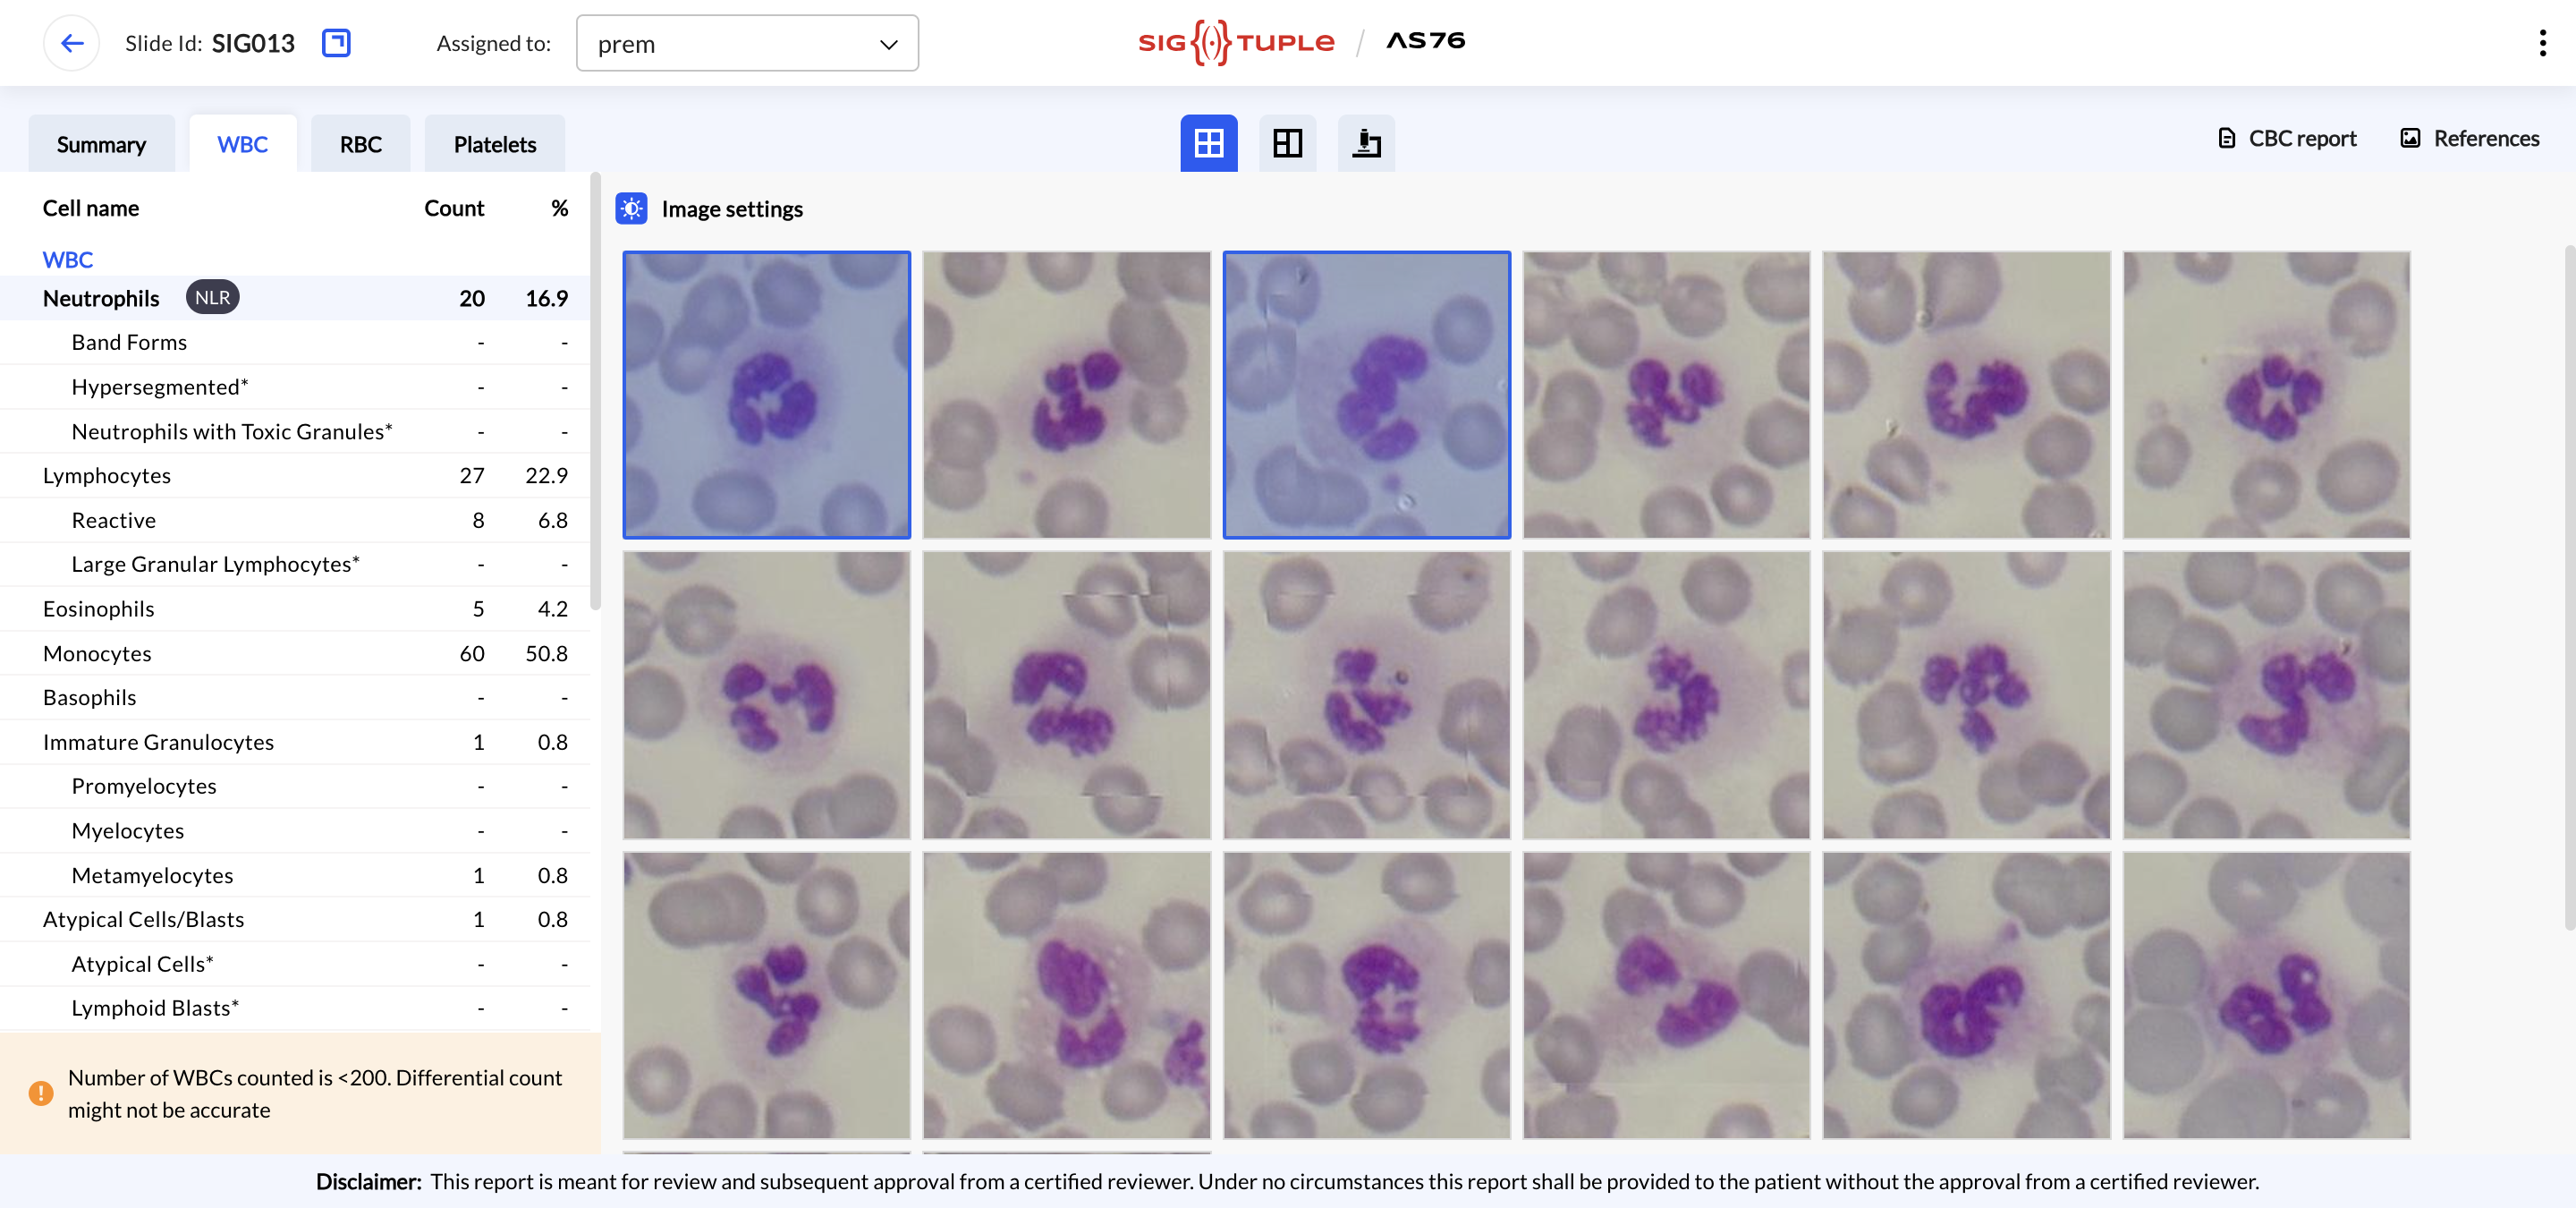 Slide Id: SIG013 Assigned to: prem SIG TUPLE / AS76
Summary WBC RBC Platelets CBC report References
Cell name Count %
Image settings
WBC
Neutrophils NLR 20 16.9
Band Forms - -
Hypersegmented* - -
Neutrophils with Toxic Granules* - -
Lymphocytes 27 22.9
Reactive 8 6.8
Large Granular Lymphocytes* - -
Eosinophils 5 4.2
Monocytes 60 50.8
Basophils - -
Immature Granulocytes 1 0.8
Promyelocytes - -
Myelocytes - -
Metamyelocytes 1 0.8
Atypical Cells/Blasts 1 0.8
Atypical Cells* - -
Lymphoid Blasts* - -
Number of WBCs counted is <200. Differential count
might not be accurate
Disclaimer: This report is meant for review and subsequent approval from a certified reviewer. Under no circumstances this report shall be provided to the patient without the approval from a certified reviewer.